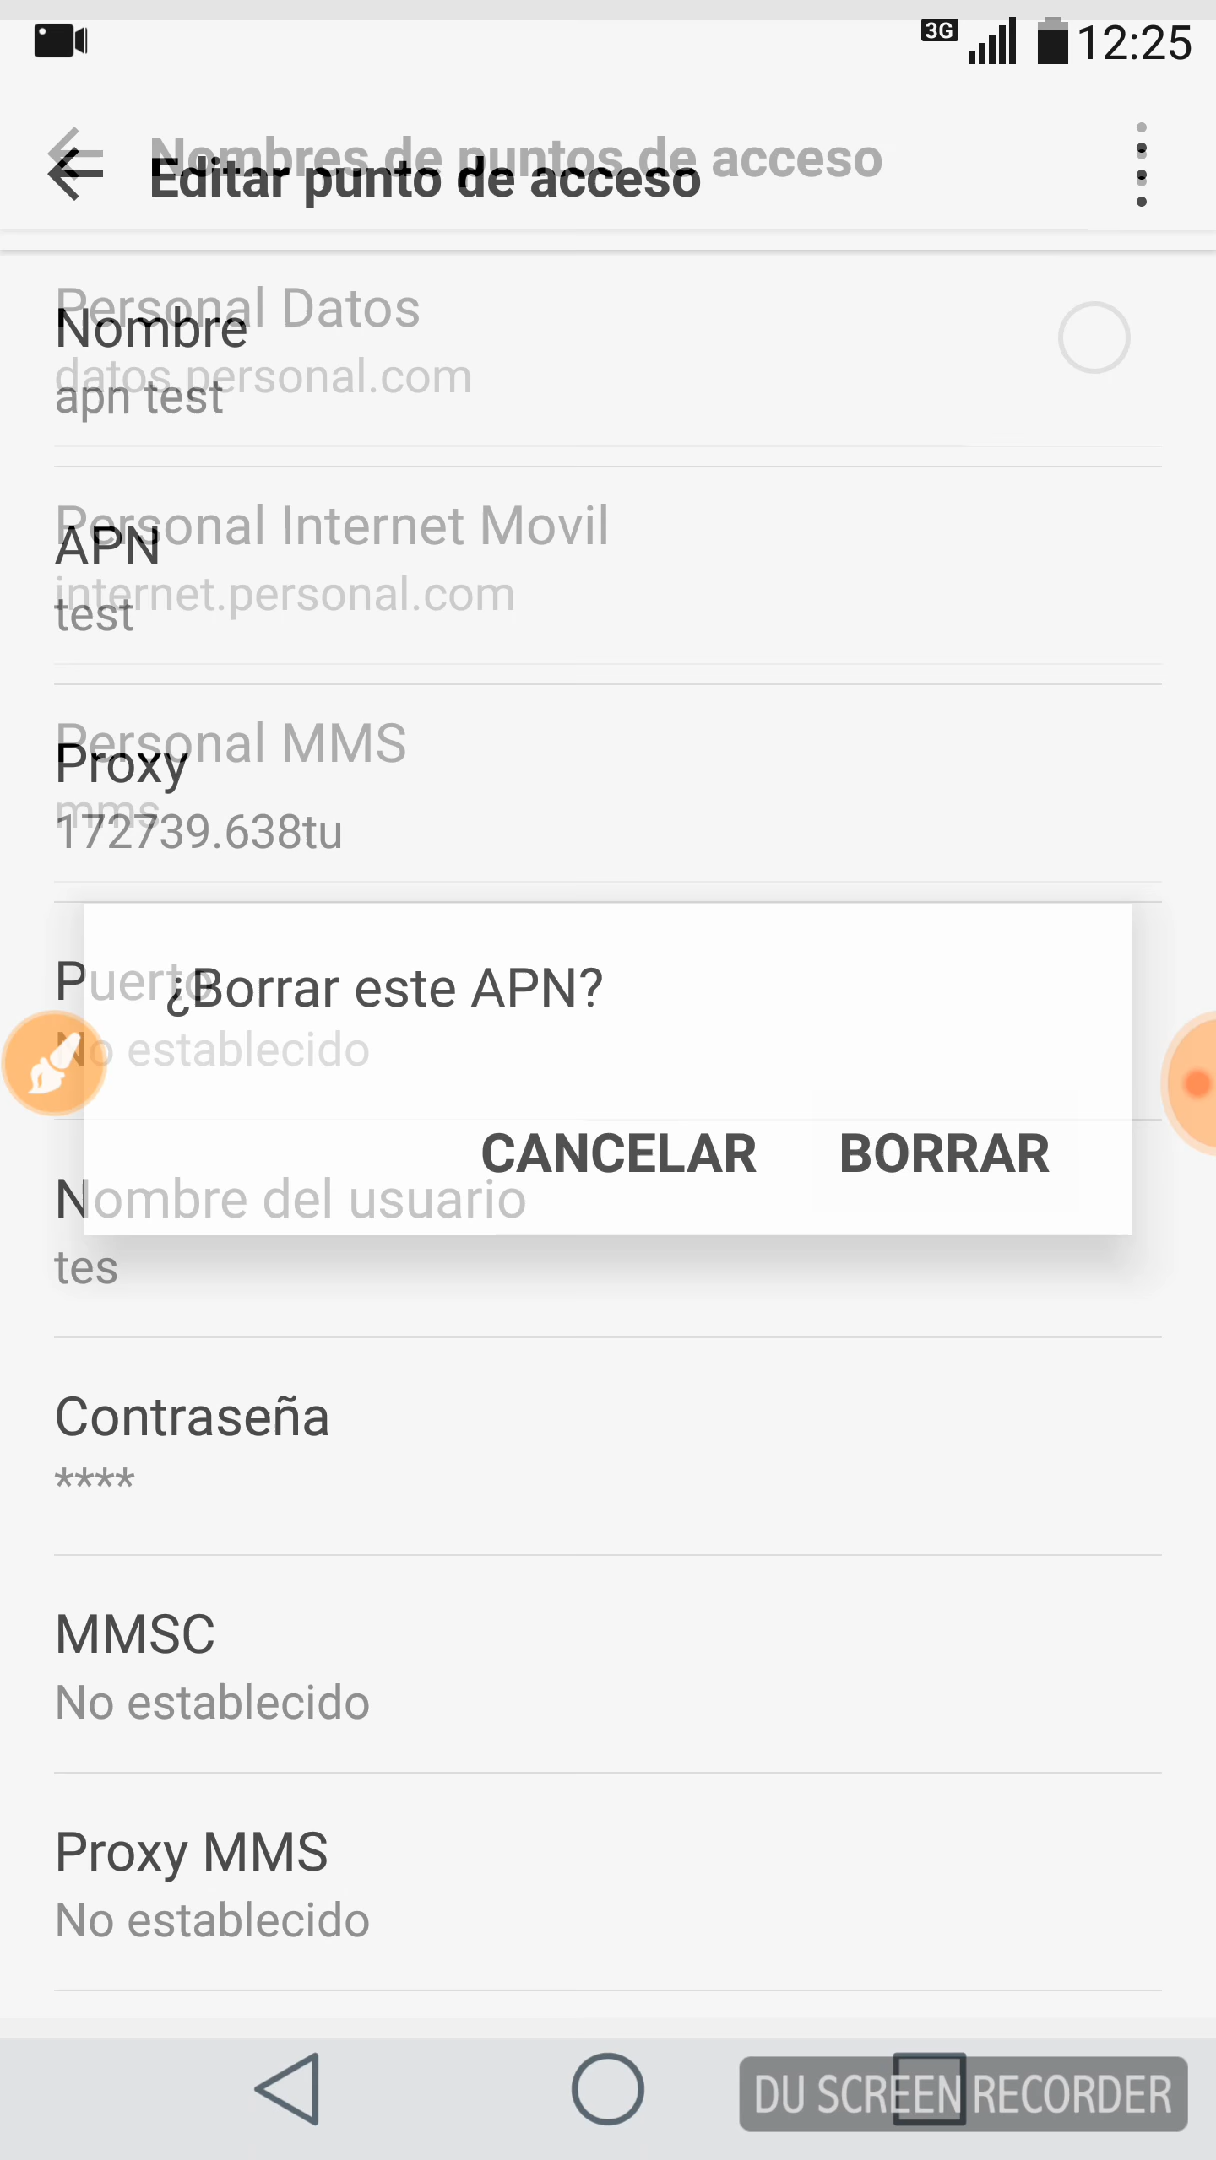 3G 12:25
Nombres de puntos de acceso
Editar punto de acceso
Personal Datos
Nombre
datos.personal.com
apn test
Personal Internet Movil
APN
internet.personal.com
test
Personal MMS
Proxy
mms
172739.638tu
Puerto
¿Borrar este APN?
No establecido
CANCELAR BORRAR
Nombre del usuario
tes
Contraseña
****
MMSC
No establecido
Proxy MMS
No establecido
DU SCREEN RECORDER